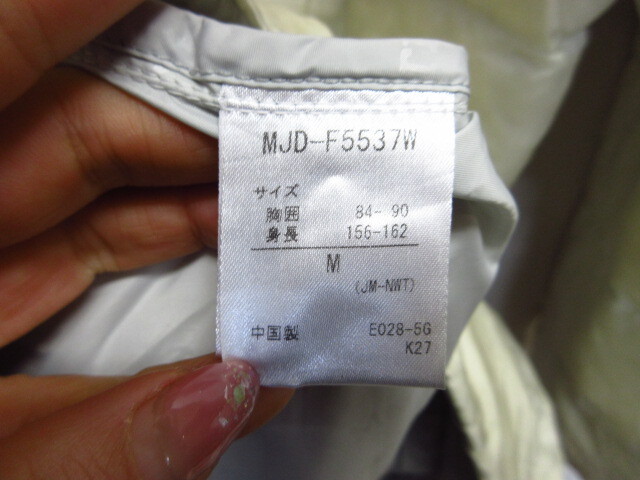 MJD-F5537W
サイズ
胸囲 84- 90
身長 156-162
M
(JM-NWT)
中国製 E028-5G
K27